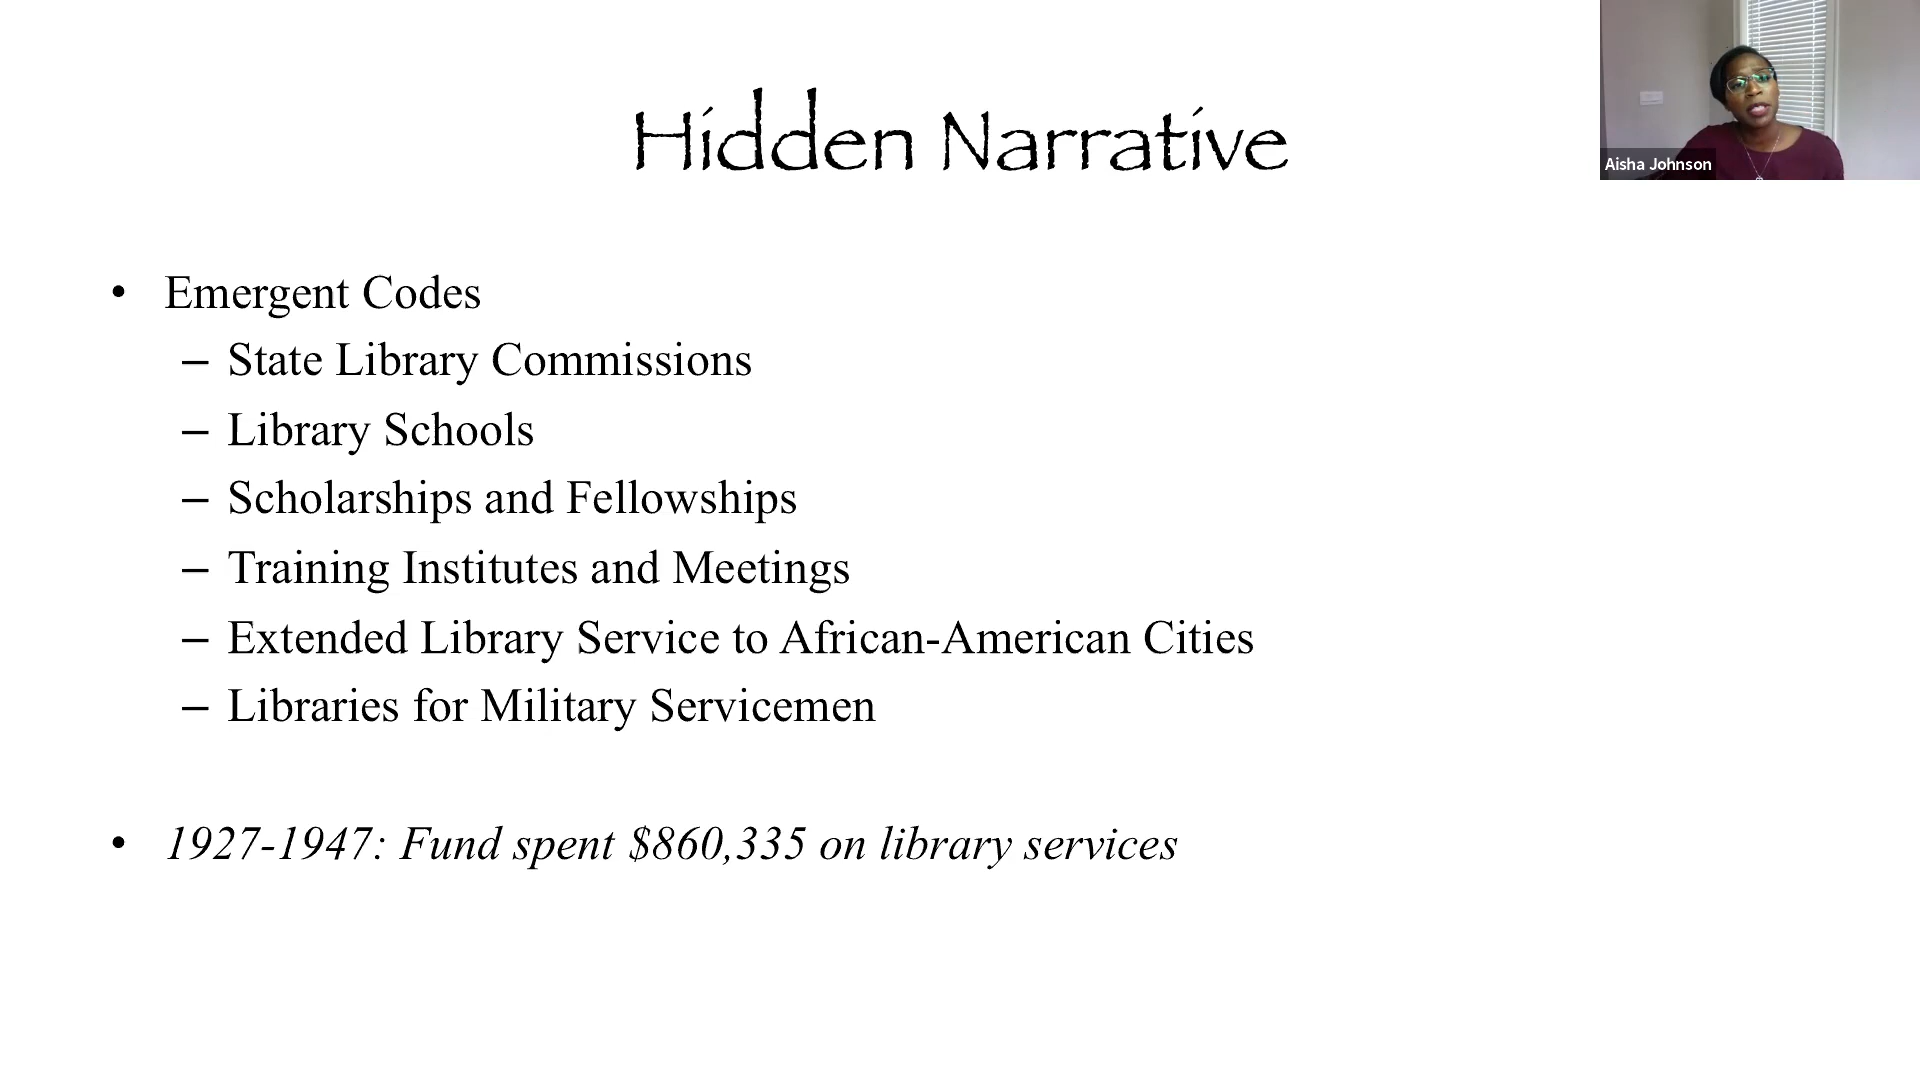 Hidden Narrative
Aisha Johnson
• Emergent Codes
– State Library Commissions
– Library Schools
– Scholarships and Fellowships
– Training Institutes and Meetings
– Extended Library Service to African-American Cities
– Libraries for Military Servicemen
• 1927-1947: Fund spent $860,335 on library services